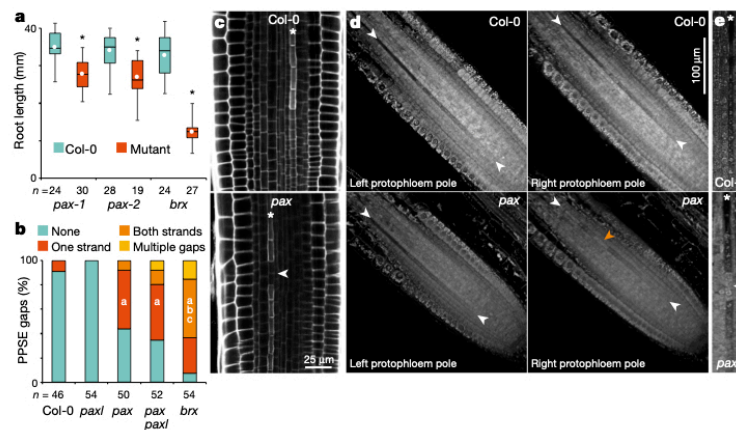 a
Root length (mm)
40
20
0
Col-0
Mutant
n = 24 30 28 19 24 27
pax-1 pax-2 brx
* * *
b
None
Both strands
One strand
Multiple gaps
PPSE gaps (%)
100
0
a a a
b
c
n = 46 54 50 52 54
Col-0 paxl pax pax brx
paxl
c
Col-0
*
pax
*
25 µm
d
Col-0
Left protophloem pole
Col-0
100 µm
Right protophloem pole
pax
Left protophloem pole
pax
Right protophloem pole
e
*
Col-
*
pax